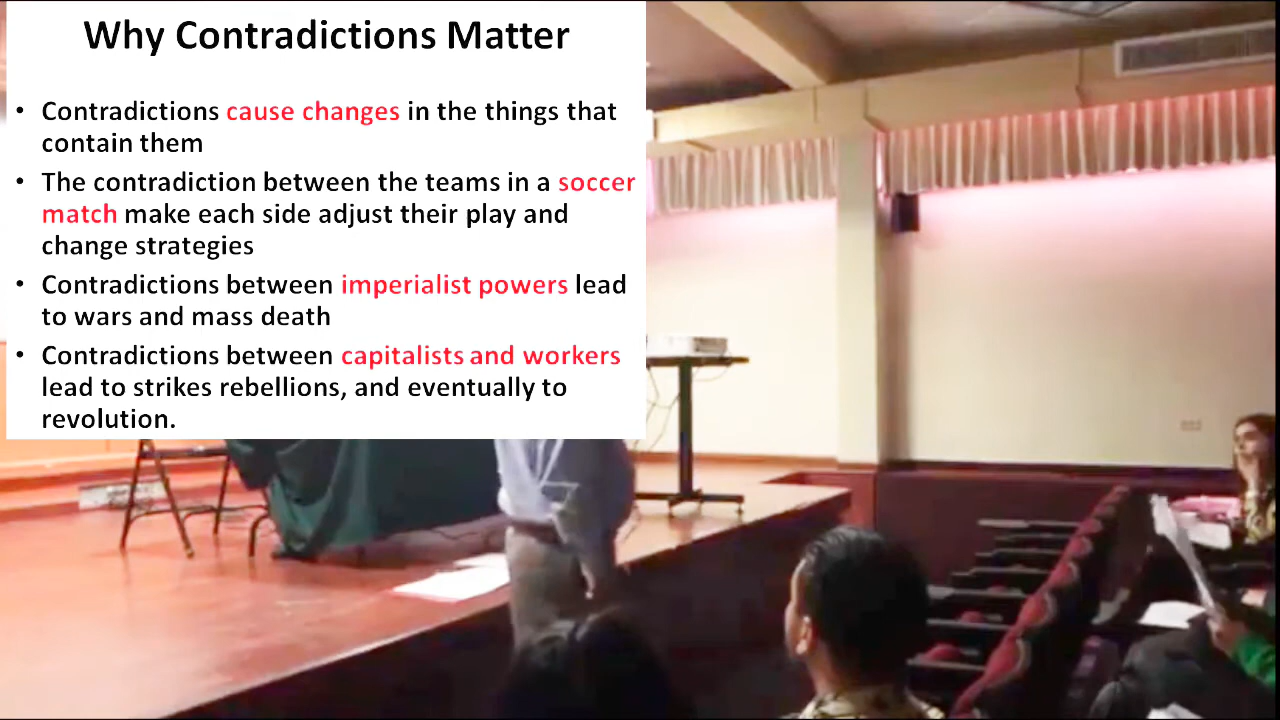 Why Contradictions Matter
• Contradictions cause changes in the things that
contain them
• The contradiction between the teams in a soccer
match make each side adjust their play and
change strategies
• Contradictions between imperialist powers lead
to wars and mass death
• Contradictions between capitalists and workers
lead to strikes rebellions, and eventually to
revolution.